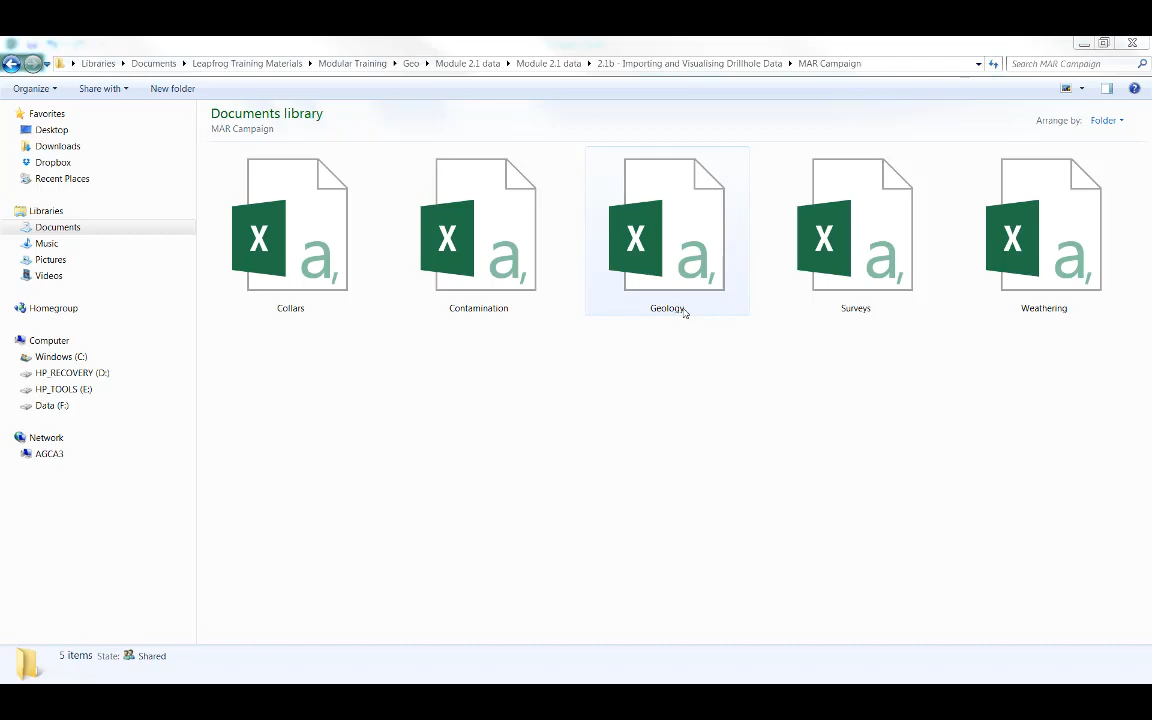 Libraries Documents Leapfrog Training Materials Modular Training Geo Module 2.1 data Module 2.1 data 2.1b - Importing and Visualising Drillhole Data MAR Campaign Search MAR Campaign
Organize Share with New folder
Favorites
Desktop
Downloads
Dropbox
Recent Places
Libraries
Documents
Music
Pictures
Videos
Homegroup
Computer
Windows (C:)
HP_RECOVERY (D:)
HP_TOOLS (E:)
Data (F:)
Network
AGCA3
Documents library
MAR Campaign
Arrange by: Folder
X a, X a, X a, X a, X a,
Collars Contamination Geology Surveys Weathering
5 items State: Shared